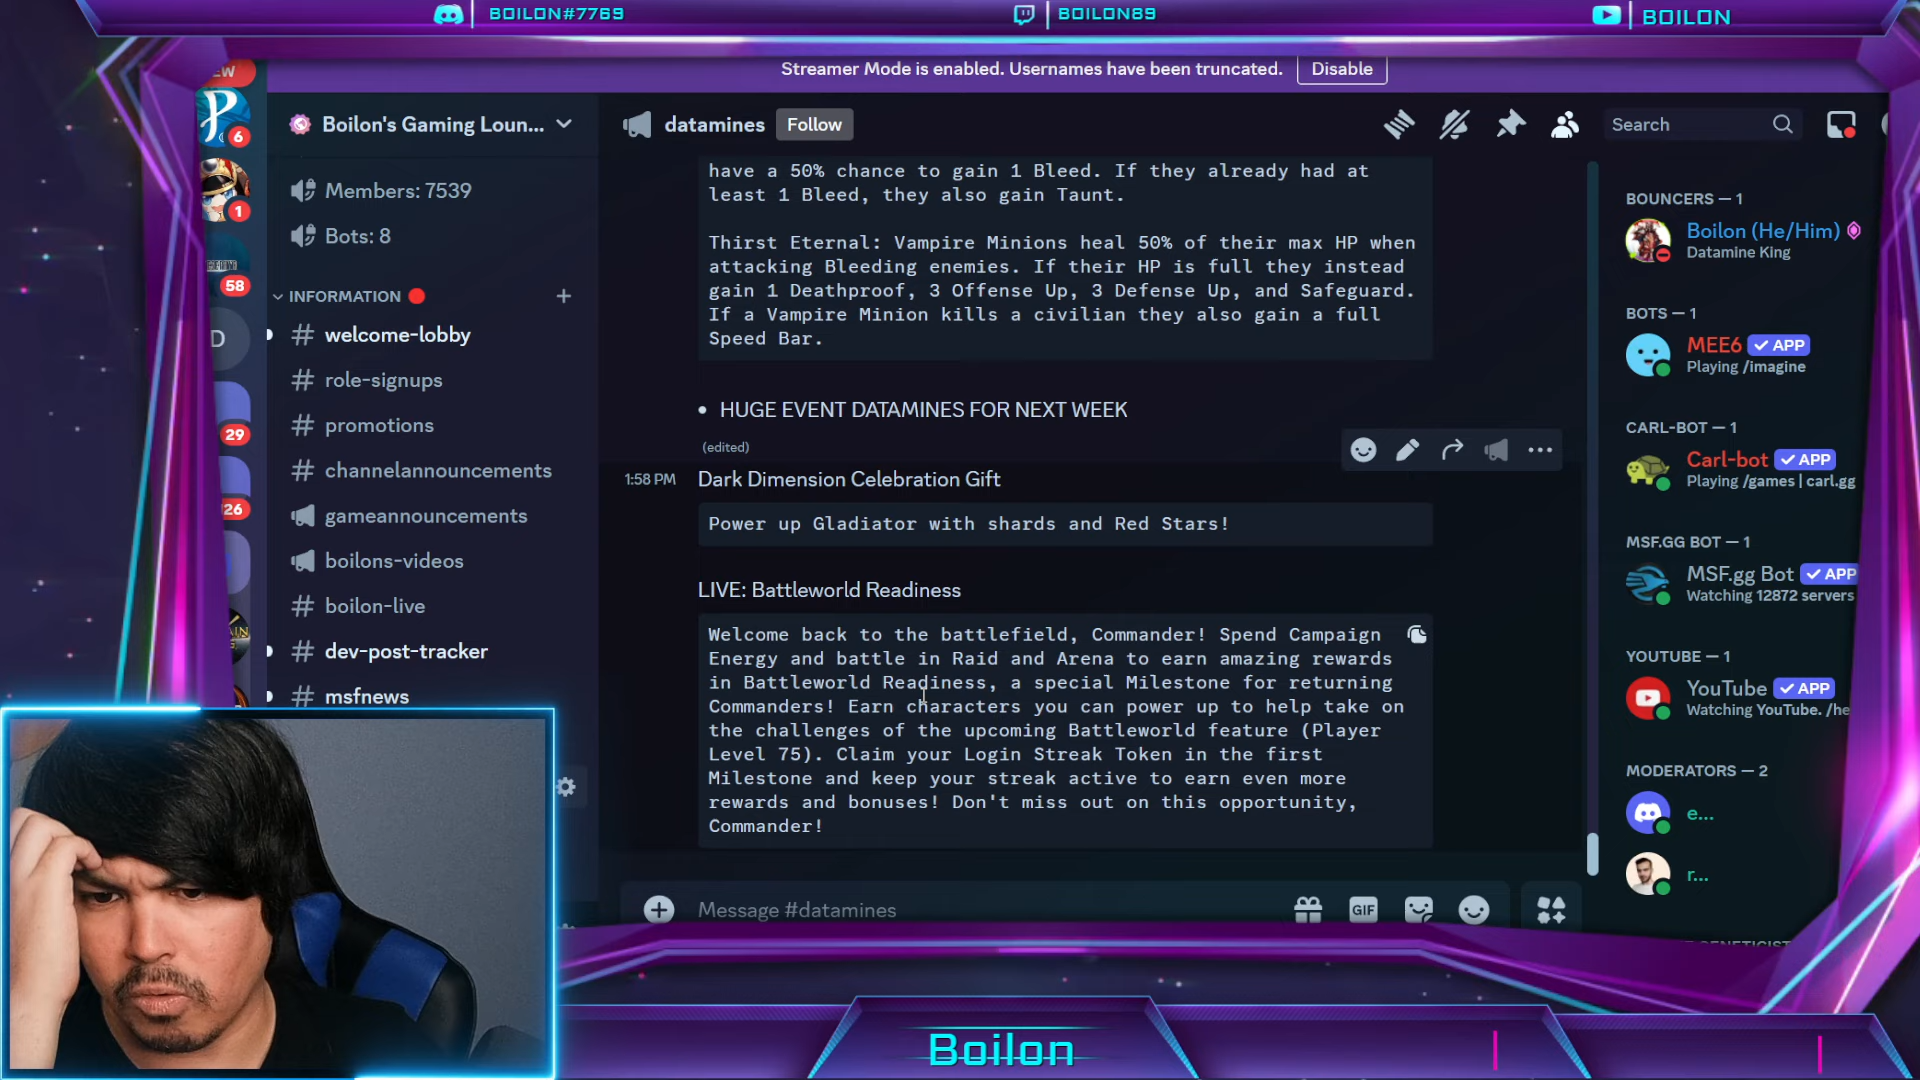 BOILON#7769
BOILON89
BOILON
Streamer Mode is enabled. Usernames have been truncated.
Disable
EW
6
1
58
D
29
26
Boilon's Gaming Loun...
Members: 7539
Bots: 8
INFORMATION
welcome-lobby
role-signups
promotions
channelannouncements
gameannouncements
boilons-videos
boilon-live
dev-post-tracker
msfnews
datamines
Follow
Search
have a 50% chance to gain 1 Bleed. If they already had at
least 1 Bleed, they also gain Taunt.
Thirst Eternal: Vampire Minions heal 50% of their max HP when
attacking Bleeding enemies. If their HP is full they instead
gain 1 Deathproof, 3 Offense Up, 3 Defense Up, and Safeguard.
If a Vampire Minion kills a civilian they also gain a full
Speed Bar.
• HUGE EVENT DATAMINES FOR NEXT WEEK
(edited)
1:58 PM
Dark Dimension Celebration Gift
Power up Gladiator with shards and Red Stars!
LIVE: Battleworld Readiness
Welcome back to the battlefield, Commander! Spend Campaign
Energy and battle in Raid and Arena to earn amazing rewards
in Battleworld Readiness, a special Milestone for returning
Commanders! Earn characters you can power up to help take on
the challenges of the upcoming Battleworld feature (Player
Level 75). Claim your Login Streak Token in the first
Milestone and keep your streak active to earn even more
rewards and bonuses! Don't miss out on this opportunity,
Commander!
Message #datamines
GIF
BOUNCERS — 1
Boilon (He/Him)
Datamine King
BOTS — 1
MEE6 ✓ APP
Playing /imagine
CARL-BOT — 1
Carl-bot ✓ APP
Playing /games | carl.gg
MSF.GG BOT — 1
MSF.gg Bot ✓ APP
Watching 12872 servers
YOUTUBE — 1
YouTube ✓ APP
Watching YouTube. /he
MODERATORS — 2
e...
r...
Boilon